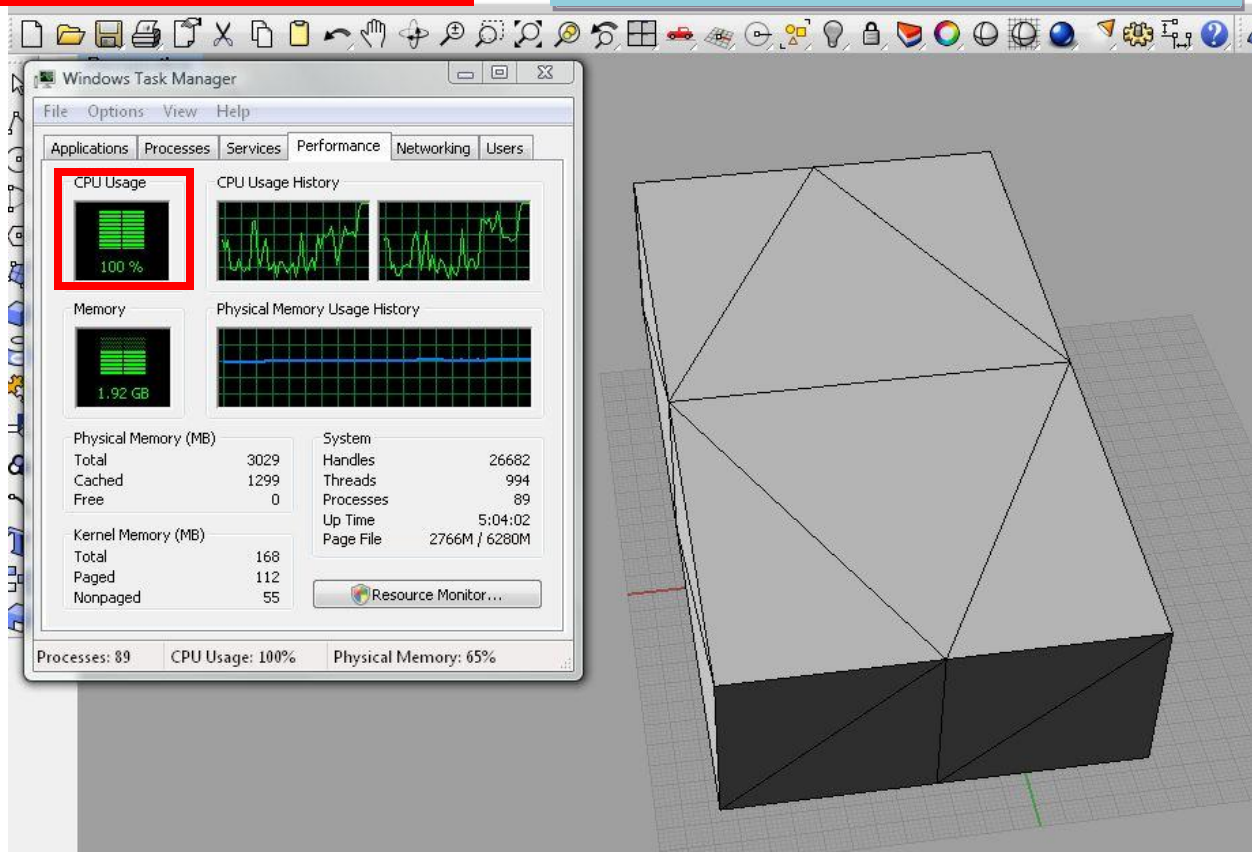 Windows Task Manager
File Options View Help
Applications Processes Services Performance Networking Users
CPU Usage CPU Usage History
100 %
Memory Physical Memory Usage History
1.92 GB
Physical Memory (MB) System
Total 3029 Handles 26682
Cached 1299 Threads 994
Free 0 Processes 89
Up Time 5:04:02
Kernel Memory (MB) Page File 2766M / 6280M
Total 168
Paged 112
Nonpaged 55
Resource Monitor...
Processes: 89 CPU Usage: 100% Physical Memory: 65%